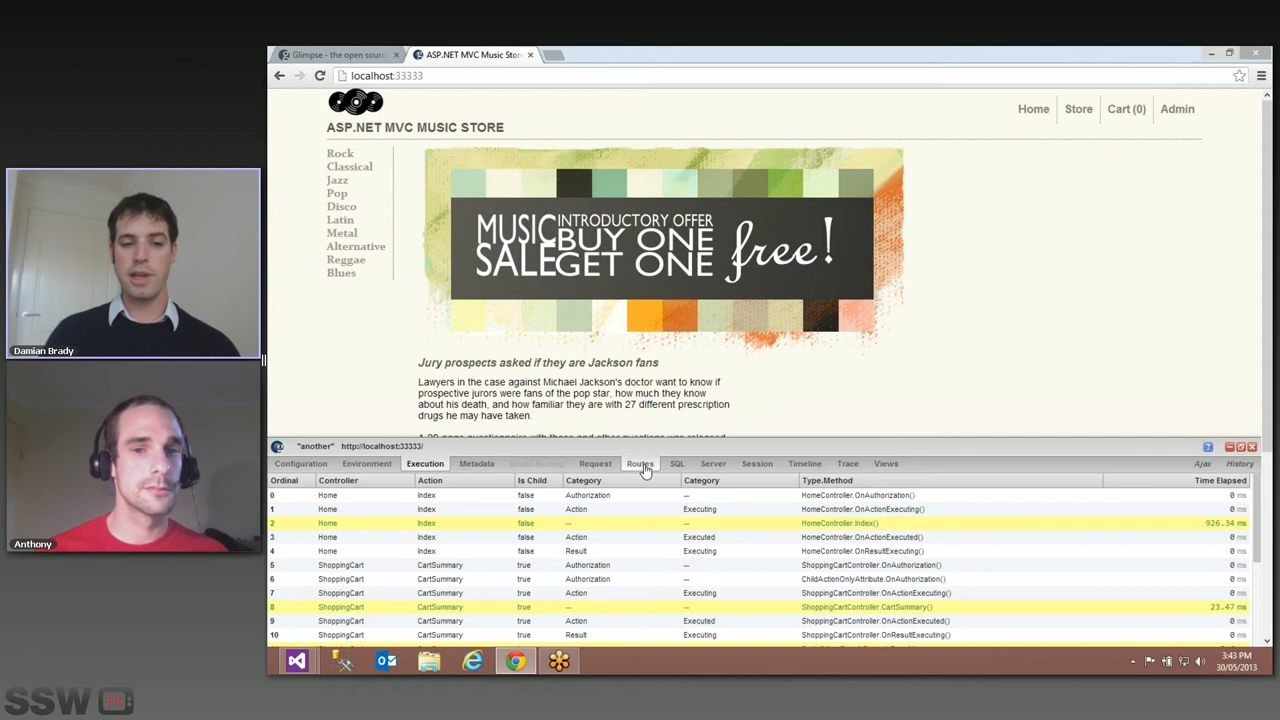 Glimpse - the open source
ASP.NET MVC Music Stor
localhost:33333
Home Store Cart (0) Admin
ASP.NET MVC MUSIC STORE
Rock
Classical
Jazz
Pop
Disco
Latin
Metal
Alternative
Reggae
Blues
MUSIC SALE
INTRODUCTORY OFFER
BUY ONE
GET ONE
free!
Jury prospects asked if they are Jackson fans
Lawyers in the case against Michael Jackson's doctor want to know if
prospective jurors were fans of the pop star, how much they know
about his death, and how familiar they are with 27 different prescription
drugs he may have taken.
Damian Brady
Anthony
"another" http://localhost:33333/
Configuration Environment Execution Metadata Request Routes SQL Server Session Timeline Trace Views Ajax History
Ordinal Controller Action Is Child Category Category Type.Method Time Elapsed
0 Home Index false Authorization -- HomeController.OnAuthorization() 0 ms
1 Home Index false Action Executing HomeController.OnActionExecuting() 0 ms
2 Home Index false -- -- HomeController.Index() 926.34 ms
3 Home Index false Action Executed HomeController.OnActionExecuted() 0 ms
4 Home Index false Result Executing HomeController.OnResultExecuting() 0 ms
5 ShoppingCart CartSummary true Authorization -- ShoppingCartController.OnAuthorization() 0 ms
6 ShoppingCart CartSummary true Authorization -- ChildActionOnlyAttribute.OnAuthorization() 0 ms
7 ShoppingCart CartSummary true Action Executing ShoppingCartController.OnActionExecuting() 0 ms
8 ShoppingCart CartSummary true -- -- ShoppingCartController.CartSummary() 23.47 ms
9 ShoppingCart CartSummary true Action Executed ShoppingCartController.OnActionExecuted() 0 ms
10 ShoppingCart CartSummary true Result Executing ShoppingCartController.OnResultExecuting() 0 ms
3:43 PM
30/05/2013
SSW TV